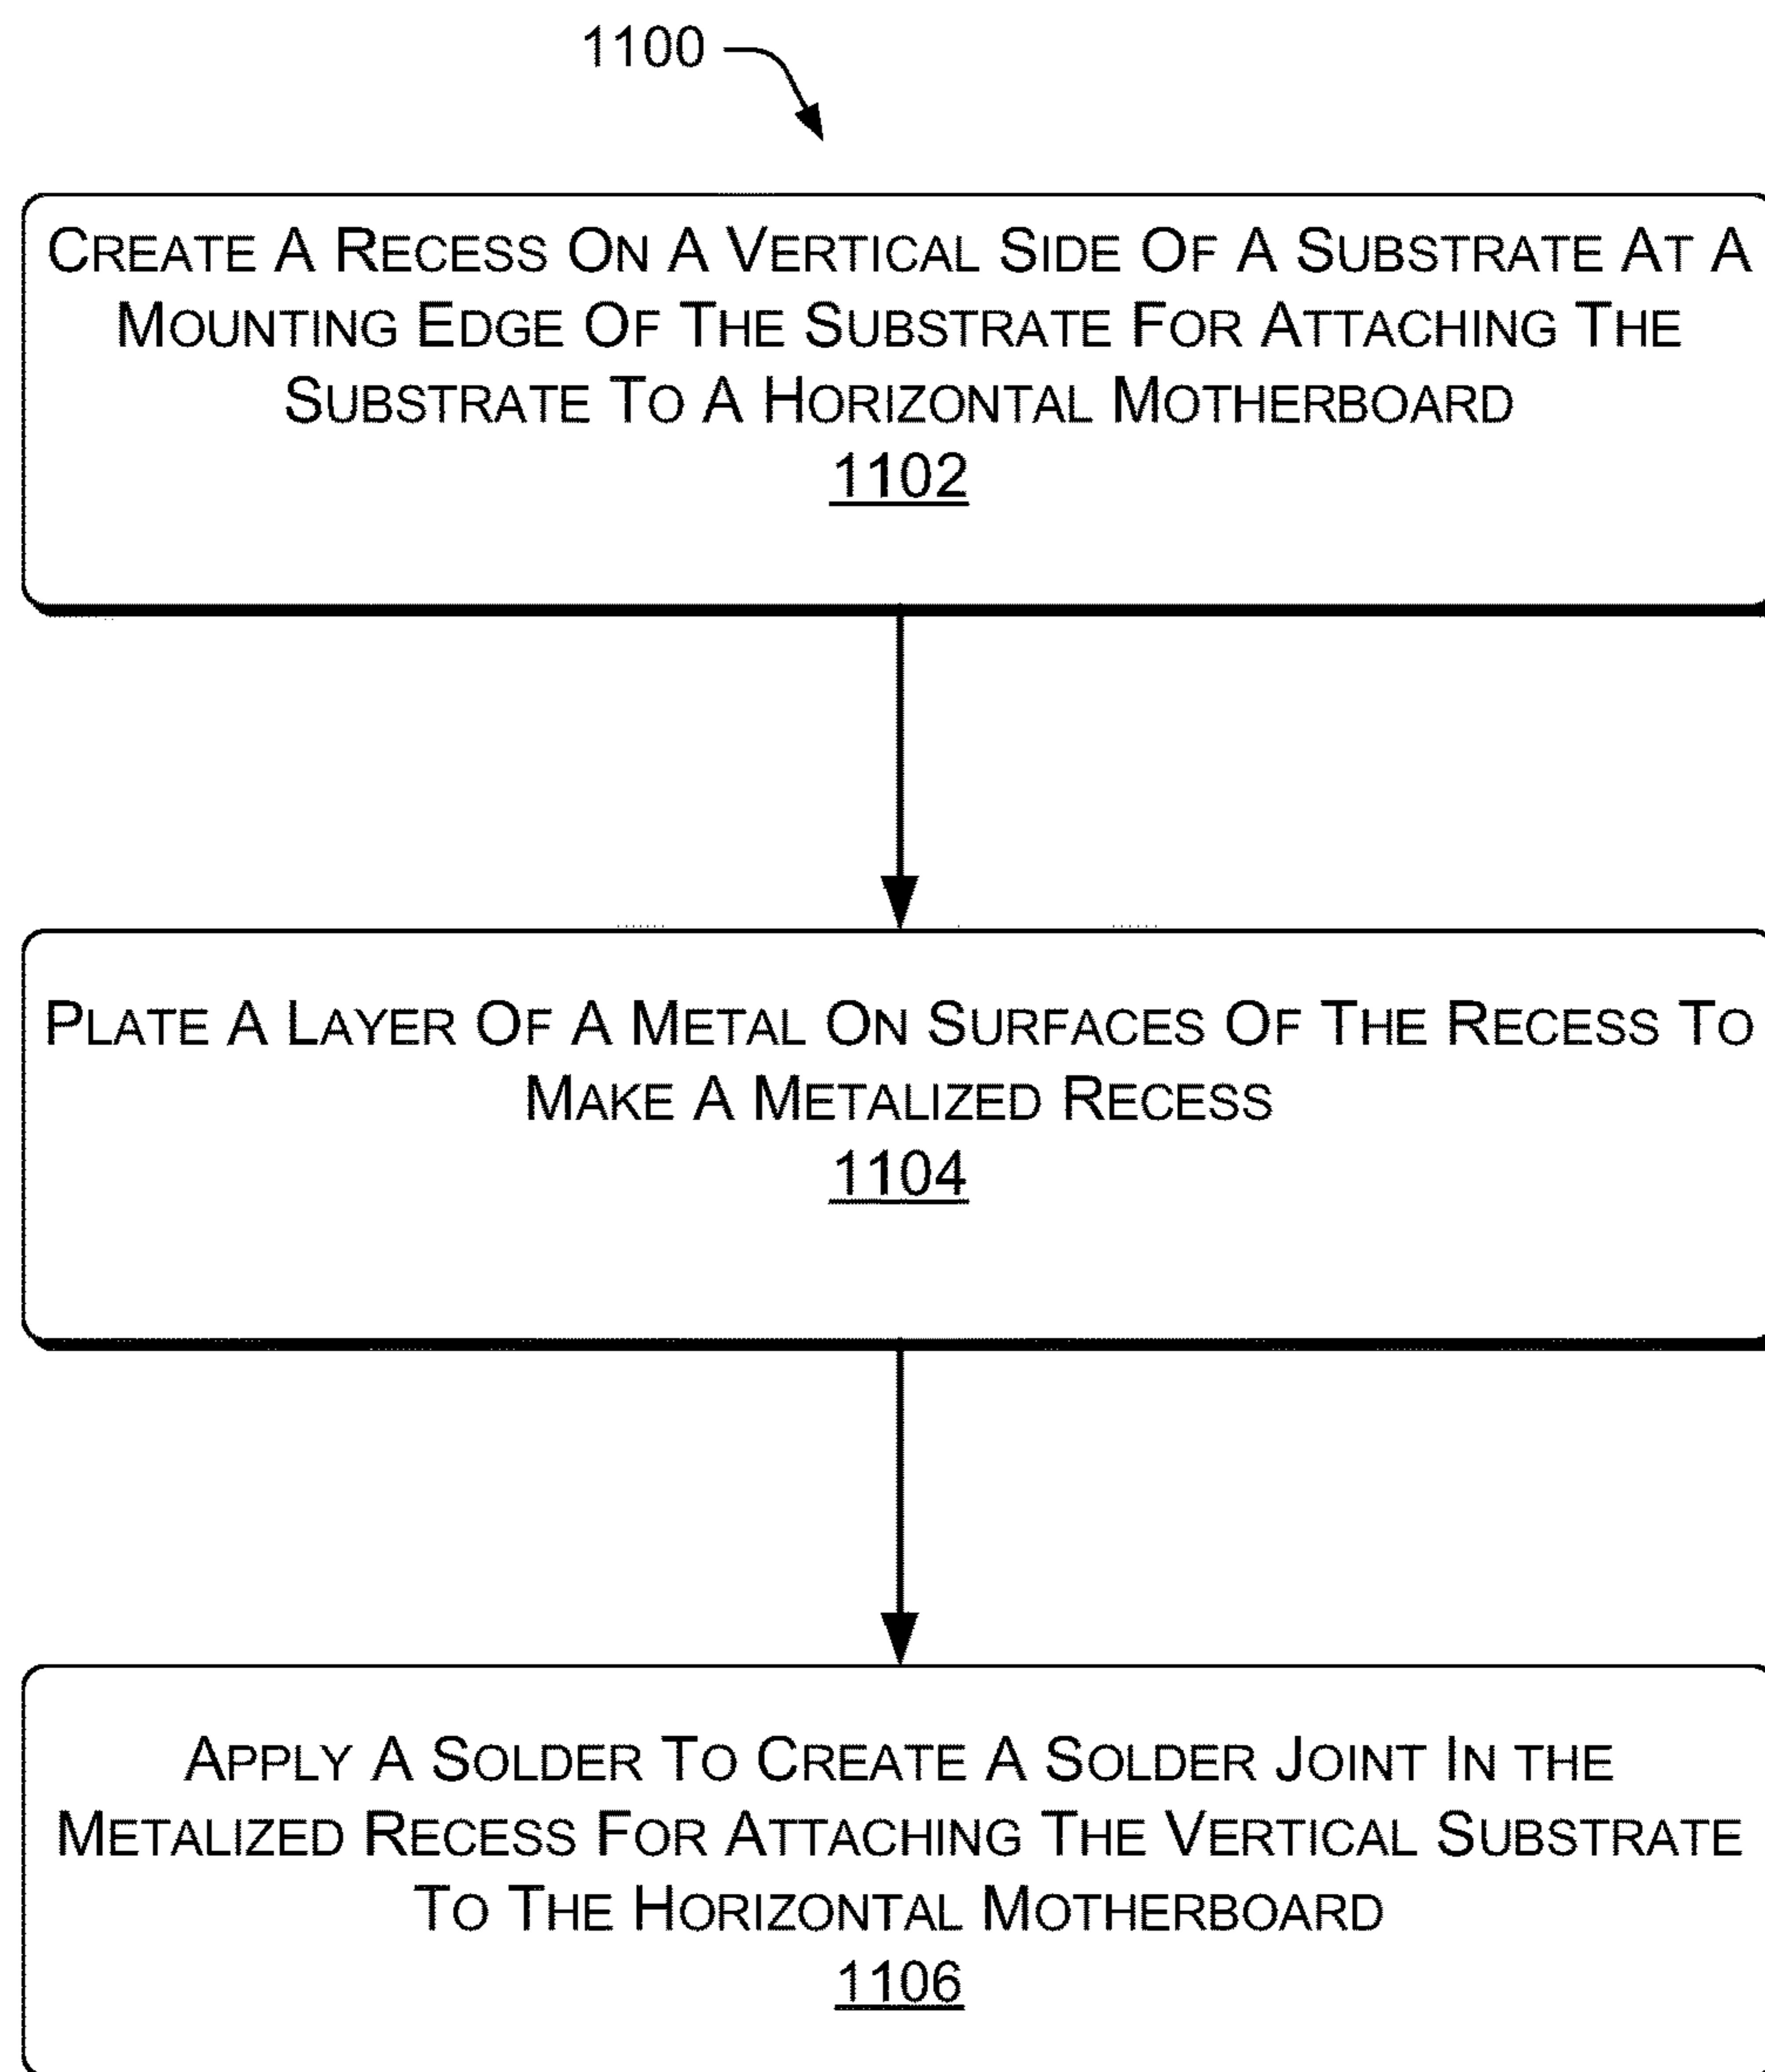 1100
CREATE A RECESS ON A VERTICAL SIDE OF A SUBSTRATE AT A
MOUNTING EDGE OF THE SUBSTRATE FOR ATTACHING THE
SUBSTRATE TO A HORIZONTAL MOTHERBOARD
1102
PLATE A LAYER OF A METAL ON SURFACES OF THE RECESS TO
MAKE A METALIZED RECESS
1104
APPLY A SOLDER TO CREATE A SOLDER JOINT IN THE
METALIZED RECESS FOR ATTACHING THE VERTICAL SUBSTRATE
TO THE HORIZONTAL MOTHERBOARD
1106